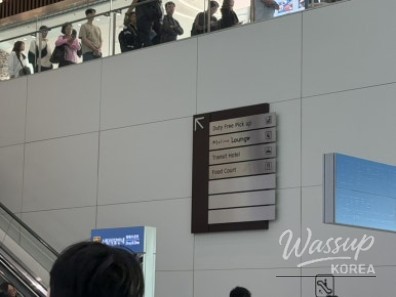 Duty Free Pick up
Lounge
Transit Hotel
Food Court
Wassup
KOREA